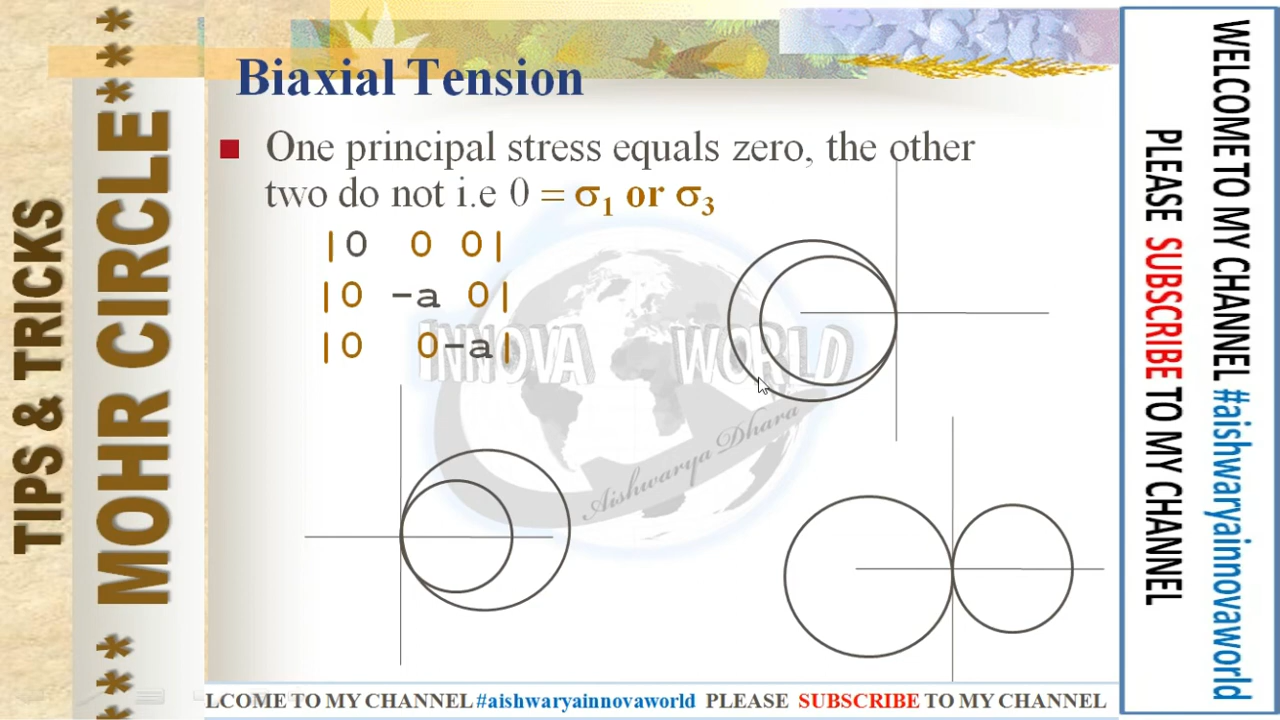 TIPS & TRICKS
*** MOHR CIRCLE****
Biaxial Tension
One principal stress equals zero, the other
two do not i.e 0 = σ1 or σ3
|0 0 0|
|0 -a 0|
|0 0-a|
INNOVA WORLD
Aishwarya Dhara
LCOME TO MY CHANNEL #aishwaryainnovaworld PLEASE SUBSCRIBE TO MY CHANNEL
WELCOME TO MY CHANNEL #aishwaryainnovaworld
PLEASE SUBSCRIBE TO MY CHANNEL